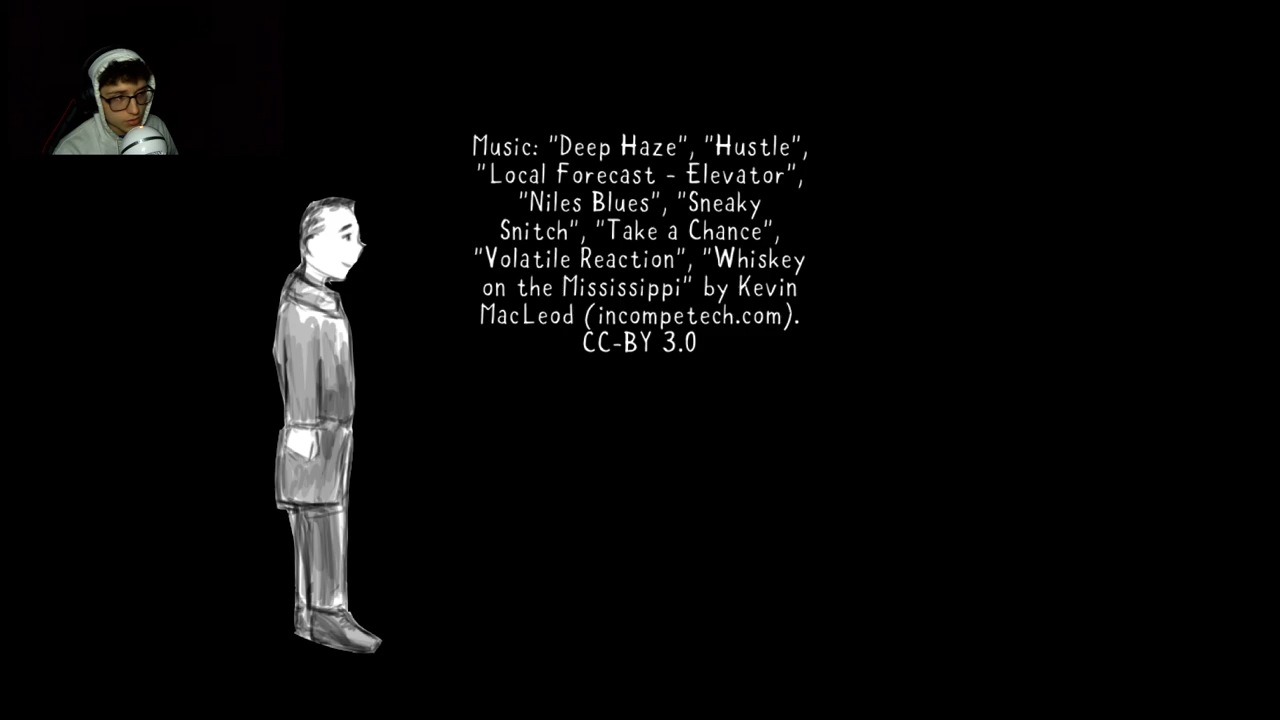 Music: "Deep Haze", "Hustle",
"Local Forecast - Elevator",
"Niles Blues", "Sneaky
Snitch", "Take a Chance",
"Volatile Reaction", "Whiskey
on the Mississippi" by Kevin
MacLeod (incompetech.com).
CC-BY 3.0